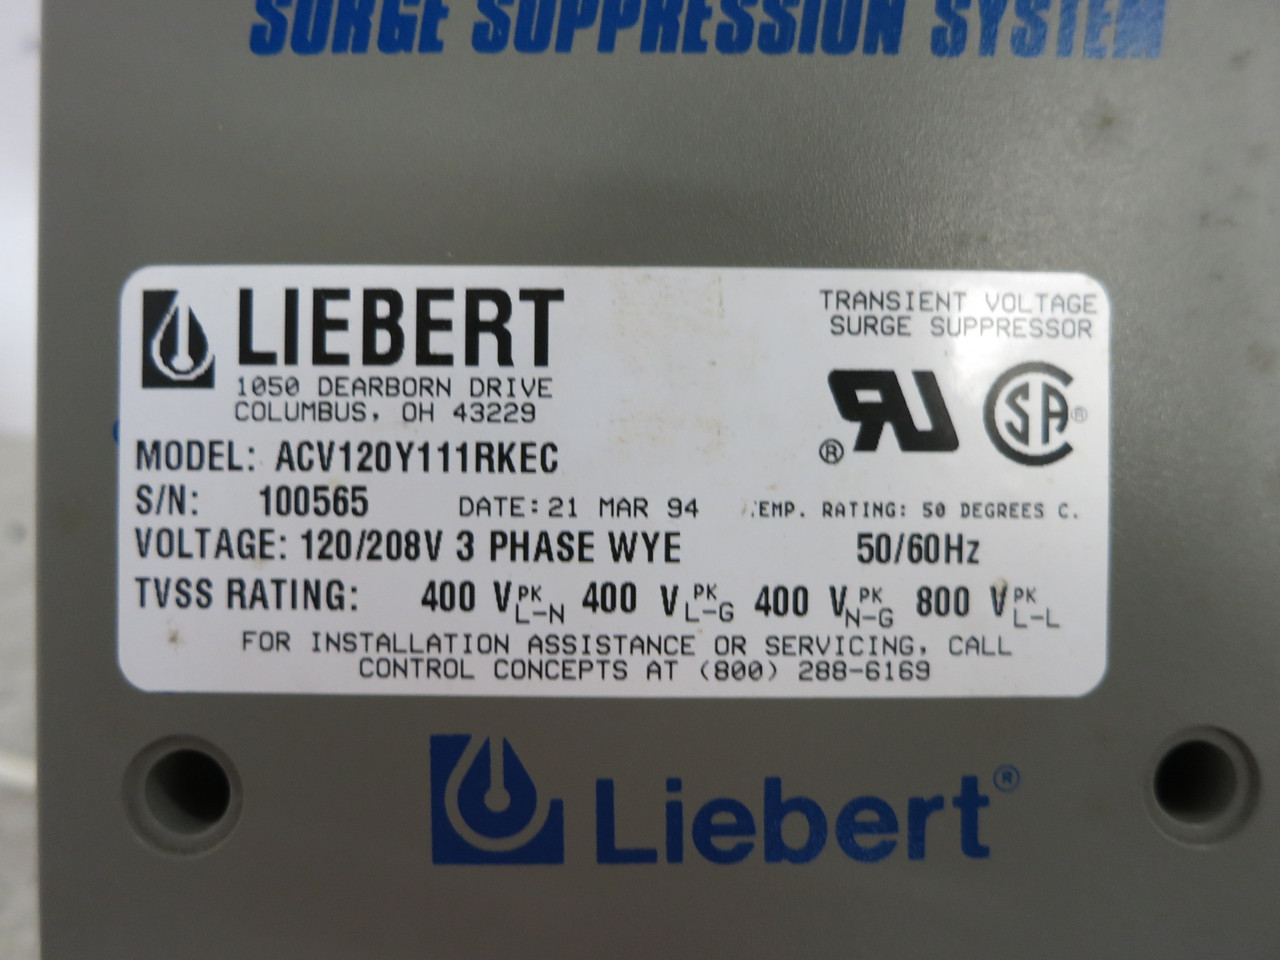 SURGE SUPPRESSION SYSTEM
LIEBERT
1050 DEARBORN DRIVE
COLUMBUS, OH 43229
TRANSIENT VOLTAGE
SURGE SUPPRESSOR
RU ®
SA ®
MODEL: ACV120Y111RKEC
S/N: 100565 DATE: 21 MAR 94 TEMP. RATING: 50 DEGREES C.
VOLTAGE: 120/208V 3 PHASE WYE 50/60Hz
TVSS RATING: 400 V PK L-N 400 V PK L-G 400 V PK N-G 800 V PK L-L
FOR INSTALLATION ASSISTANCE OR SERVICING, CALL
CONTROL CONCEPTS AT (800) 288-6169
Liebert®